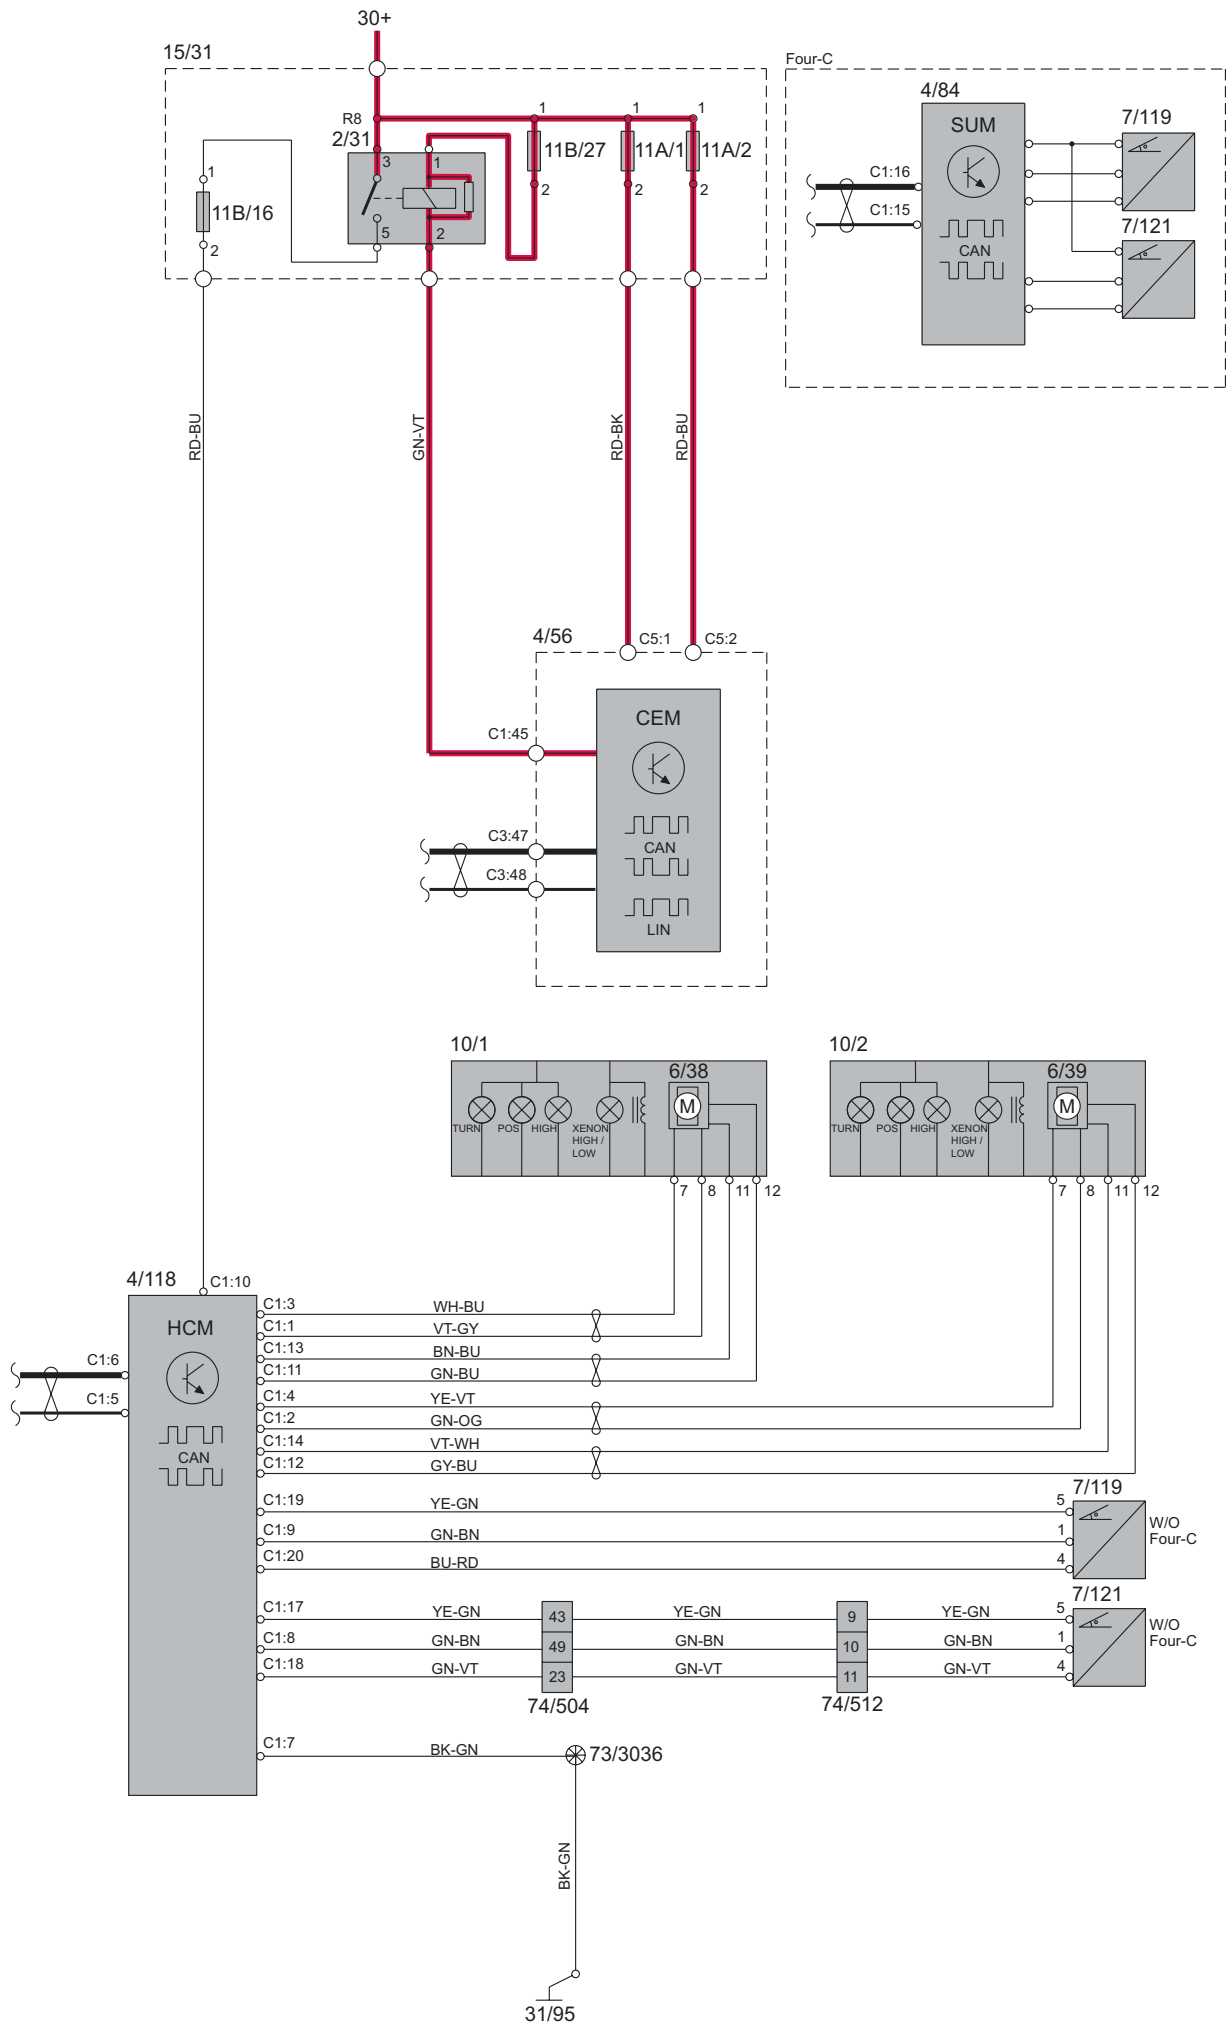 30+
15/31
R8
2/31
3
1
5
2
1
11B/16
2
1
11B/27
2
1
11A/1
2
1
11A/2
2
Four-C
4/84
SUM
CAN
C1:16
C1:15
7/119
7/121
RD-BU
GN-VT
RD-BK
RD-BU
4/56
C5:1
C5:2
CEM
C1:45
C3:47
C3:48
CAN
LIN
10/1
6/38
M
TURN
POS
HIGH
XENON
HIGH /
LOW
7
8
11
12
10/2
6/39
M
TURN
POS
HIGH
XENON
HIGH /
LOW
7
8
11
12
4/118
C1:10
HCM
CAN
C1:6
C1:5
C1:3 WH-BU
C1:1 VT-GY
C1:13 BN-BU
C1:11 GN-BU
C1:4 YE-VT
C1:2 GN-OG
C1:14 VT-WH
C1:12 GY-BU
7/119
C1:19 YE-GN 5
C1:9 GN-BN 1
C1:20 BU-RD 4
W/O
Four-C
7/121
C1:17 YE-GN 43 YE-GN 9 YE-GN 5
C1:8 GN-BN 49 GN-BN 10 GN-BN 1
C1:18 GN-VT 23 GN-VT 11 GN-VT 4
W/O
Four-C
74/504
74/512
C1:7 BK-GN
73/3036
BK-GN
31/95